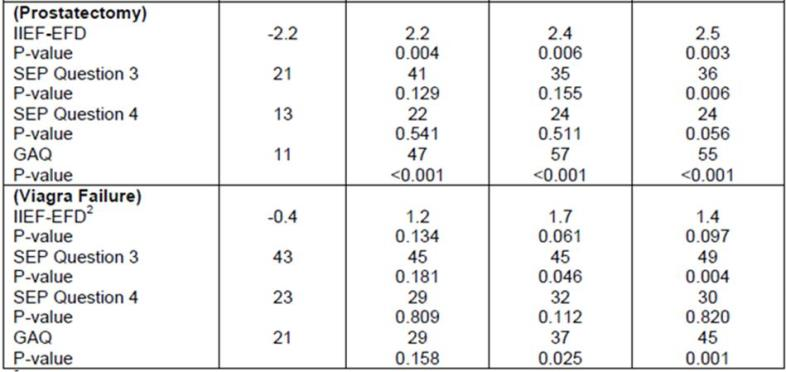 (Prostatectomy)
IIEF-EFD -2.2 2.2 2.4 2.5
P-value 0.004 0.006 0.003
SEP Question 3 21 41 35 36
P-value 0.129 0.155 0.006
SEP Question 4 13 22 24 24
P-value 0.541 0.511 0.056
GAQ 11 47 57 55
P-value <0.001 <0.001 <0.001
(Viagra Failure)
IIEF-EFD2 -0.4 1.2 1.7 1.4
P-value 0.134 0.061 0.097
SEP Question 3 43 45 45 49
P-value 0.181 0.046 0.004
SEP Question 4 23 29 32 30
P-value 0.809 0.112 0.820
GAQ 21 29 37 45
P-value 0.158 0.025 0.001